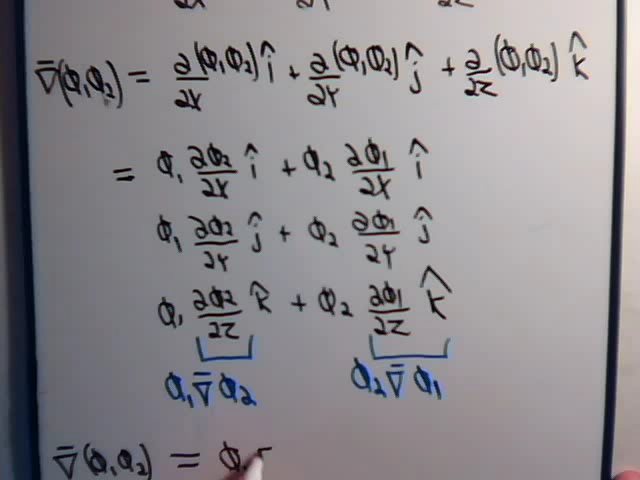 ∇̄(Φ₁Φ₂) = ∂/∂x (Φ₁Φ₂) î + ∂/∂y (Φ₁Φ₂) ĵ + ∂/∂z (Φ₁Φ₂) k̂
= Φ₁ ∂Φ₂/∂x î + Φ₂ ∂Φ₁/∂x î
Φ₁ ∂Φ₂/∂y ĵ + Φ₂ ∂Φ₁/∂y ĵ
Φ₁ ∂Φ₂/∂z k̂ + Φ₂ ∂Φ₁/∂z k̂
Φ₁∇̄Φ₂ Φ₂∇̄Φ₁
∇̄(Φ₁Φ₂) = Φ₁